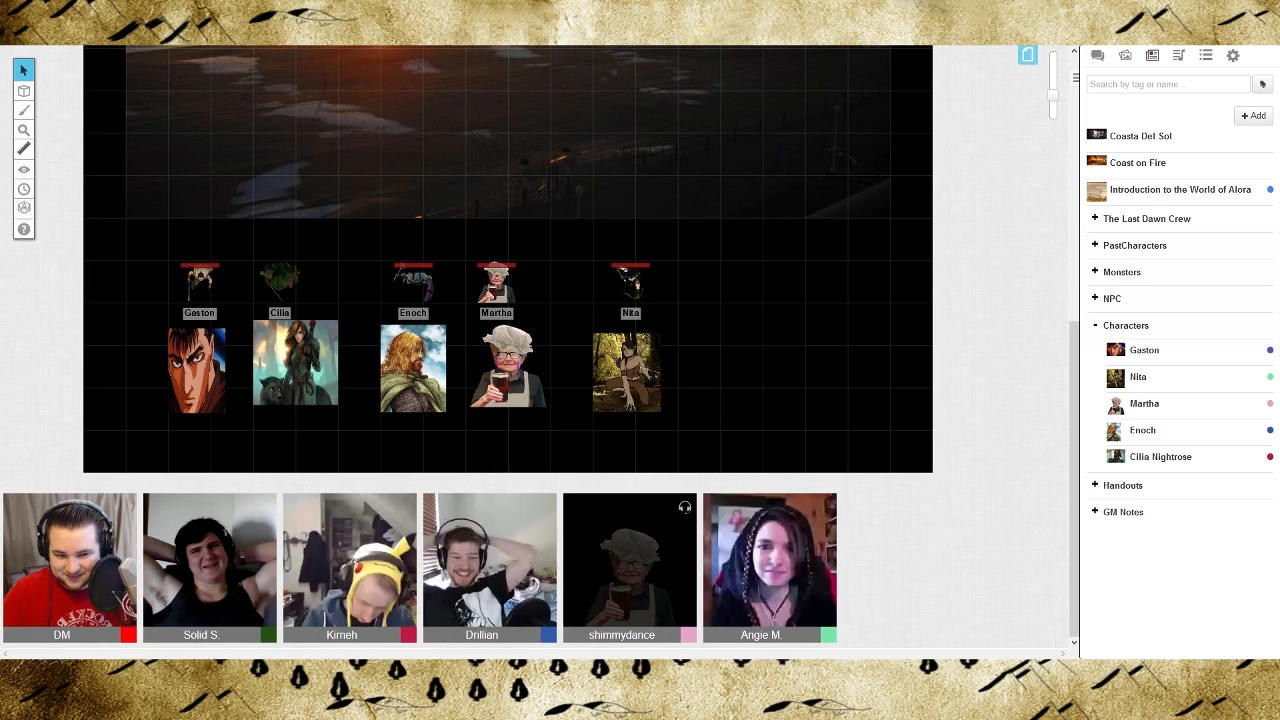 Search by tag or name...
+ Add
Coasta Del Sol
Coast on Fire
Introduction to the World of Alora
+ The Last Dawn Crew
+ PastCharacters
+ Monsters
+ NPC
- Characters
Gaston
Nita
Martha
Enoch
Cilia Nightrose
+ Handouts
+ GM Notes
Gaston
Cilia
Enoch
Martha
Nita
DM
Solid S.
Kirneh
Drillian
shimmydance
Angie M.